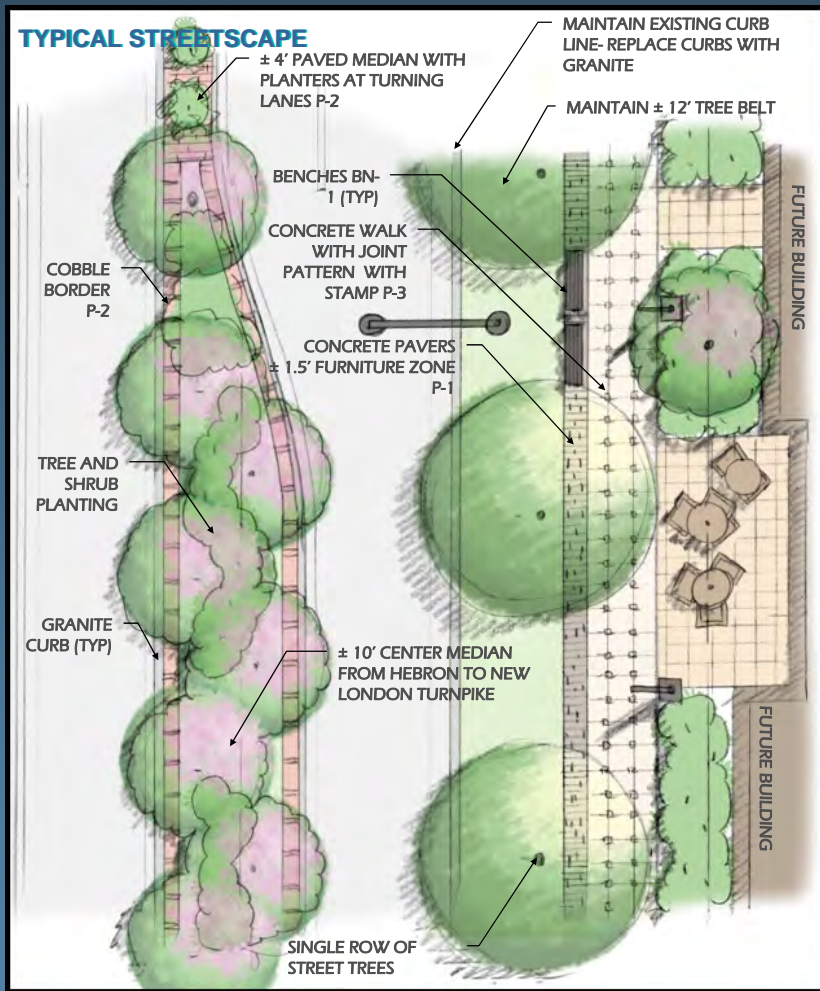 TYPICAL STREETSCAPE
± 4' PAVED MEDIAN WITH
PLANTERS AT TURNING
LANES P-2
MAINTAIN EXISTING CURB
LINE- REPLACE CURBS WITH
GRANITE
MAINTAIN ± 12' TREE BELT
BENCHES BN-
1 (TYP)
CONCRETE WALK
WITH JOINT
PATTERN WITH
STAMP P-3
COBBLE
BORDER
P-2
FUTURE BUILDING
CONCRETE PAVERS
± 1.5' FURNITURE ZONE
P-1
TREE AND
SHRUB
PLANTING
GRANITE
CURB (TYP)
± 10' CENTER MEDIAN
FROM HEBRON TO NEW
LONDON TURNPIKE
FUTURE BUILDING
SINGLE ROW OF
STREET TREES